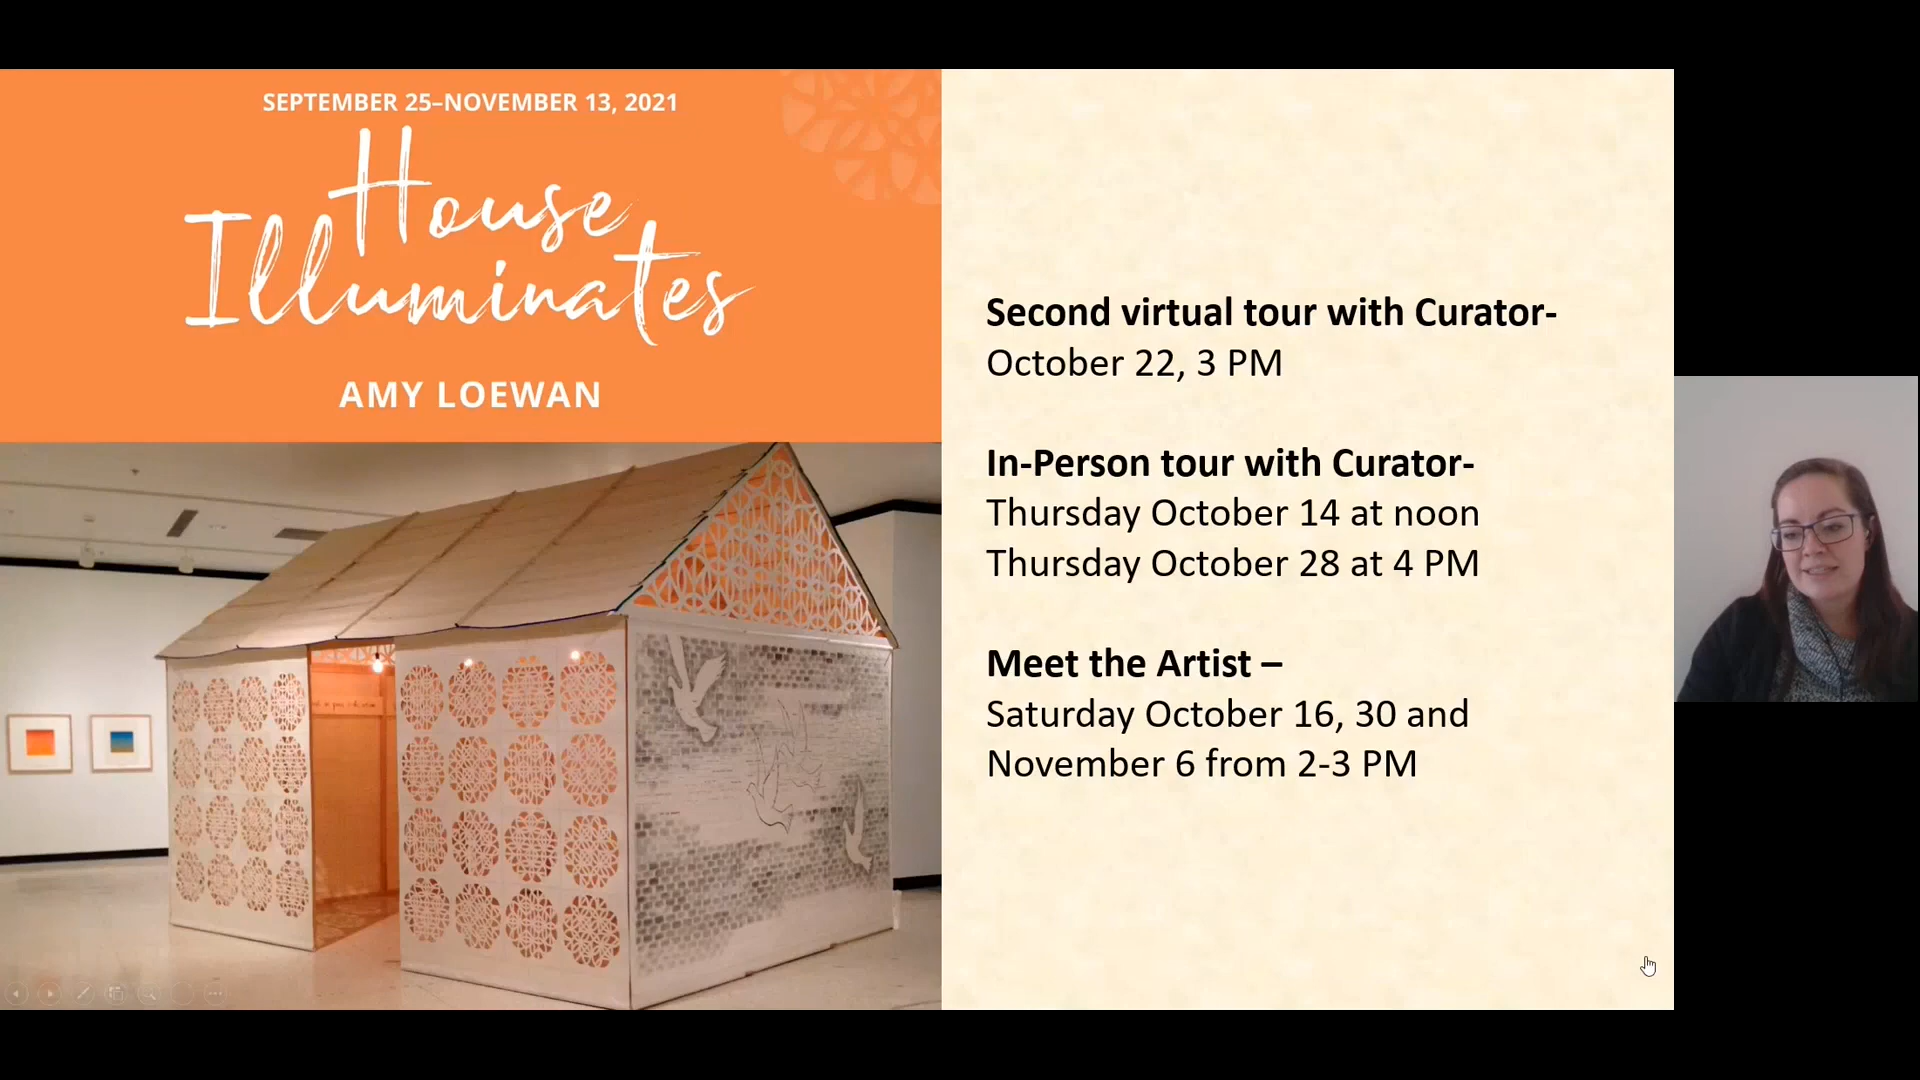 SEPTEMBER 25–NOVEMBER 13, 2021
House
Illuminates
AMY LOEWAN
Second virtual tour with Curator-
October 22, 3 PM
In-Person tour with Curator-
Thursday October 14 at noon
Thursday October 28 at 4 PM
Meet the Artist –
Saturday October 16, 30 and
November 6 from 2-3 PM